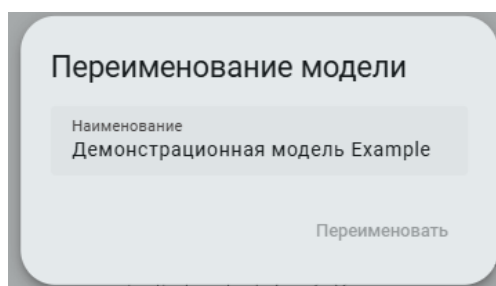 Переименование модели
Наименование
Демонстрационная модель Example
Переименовать